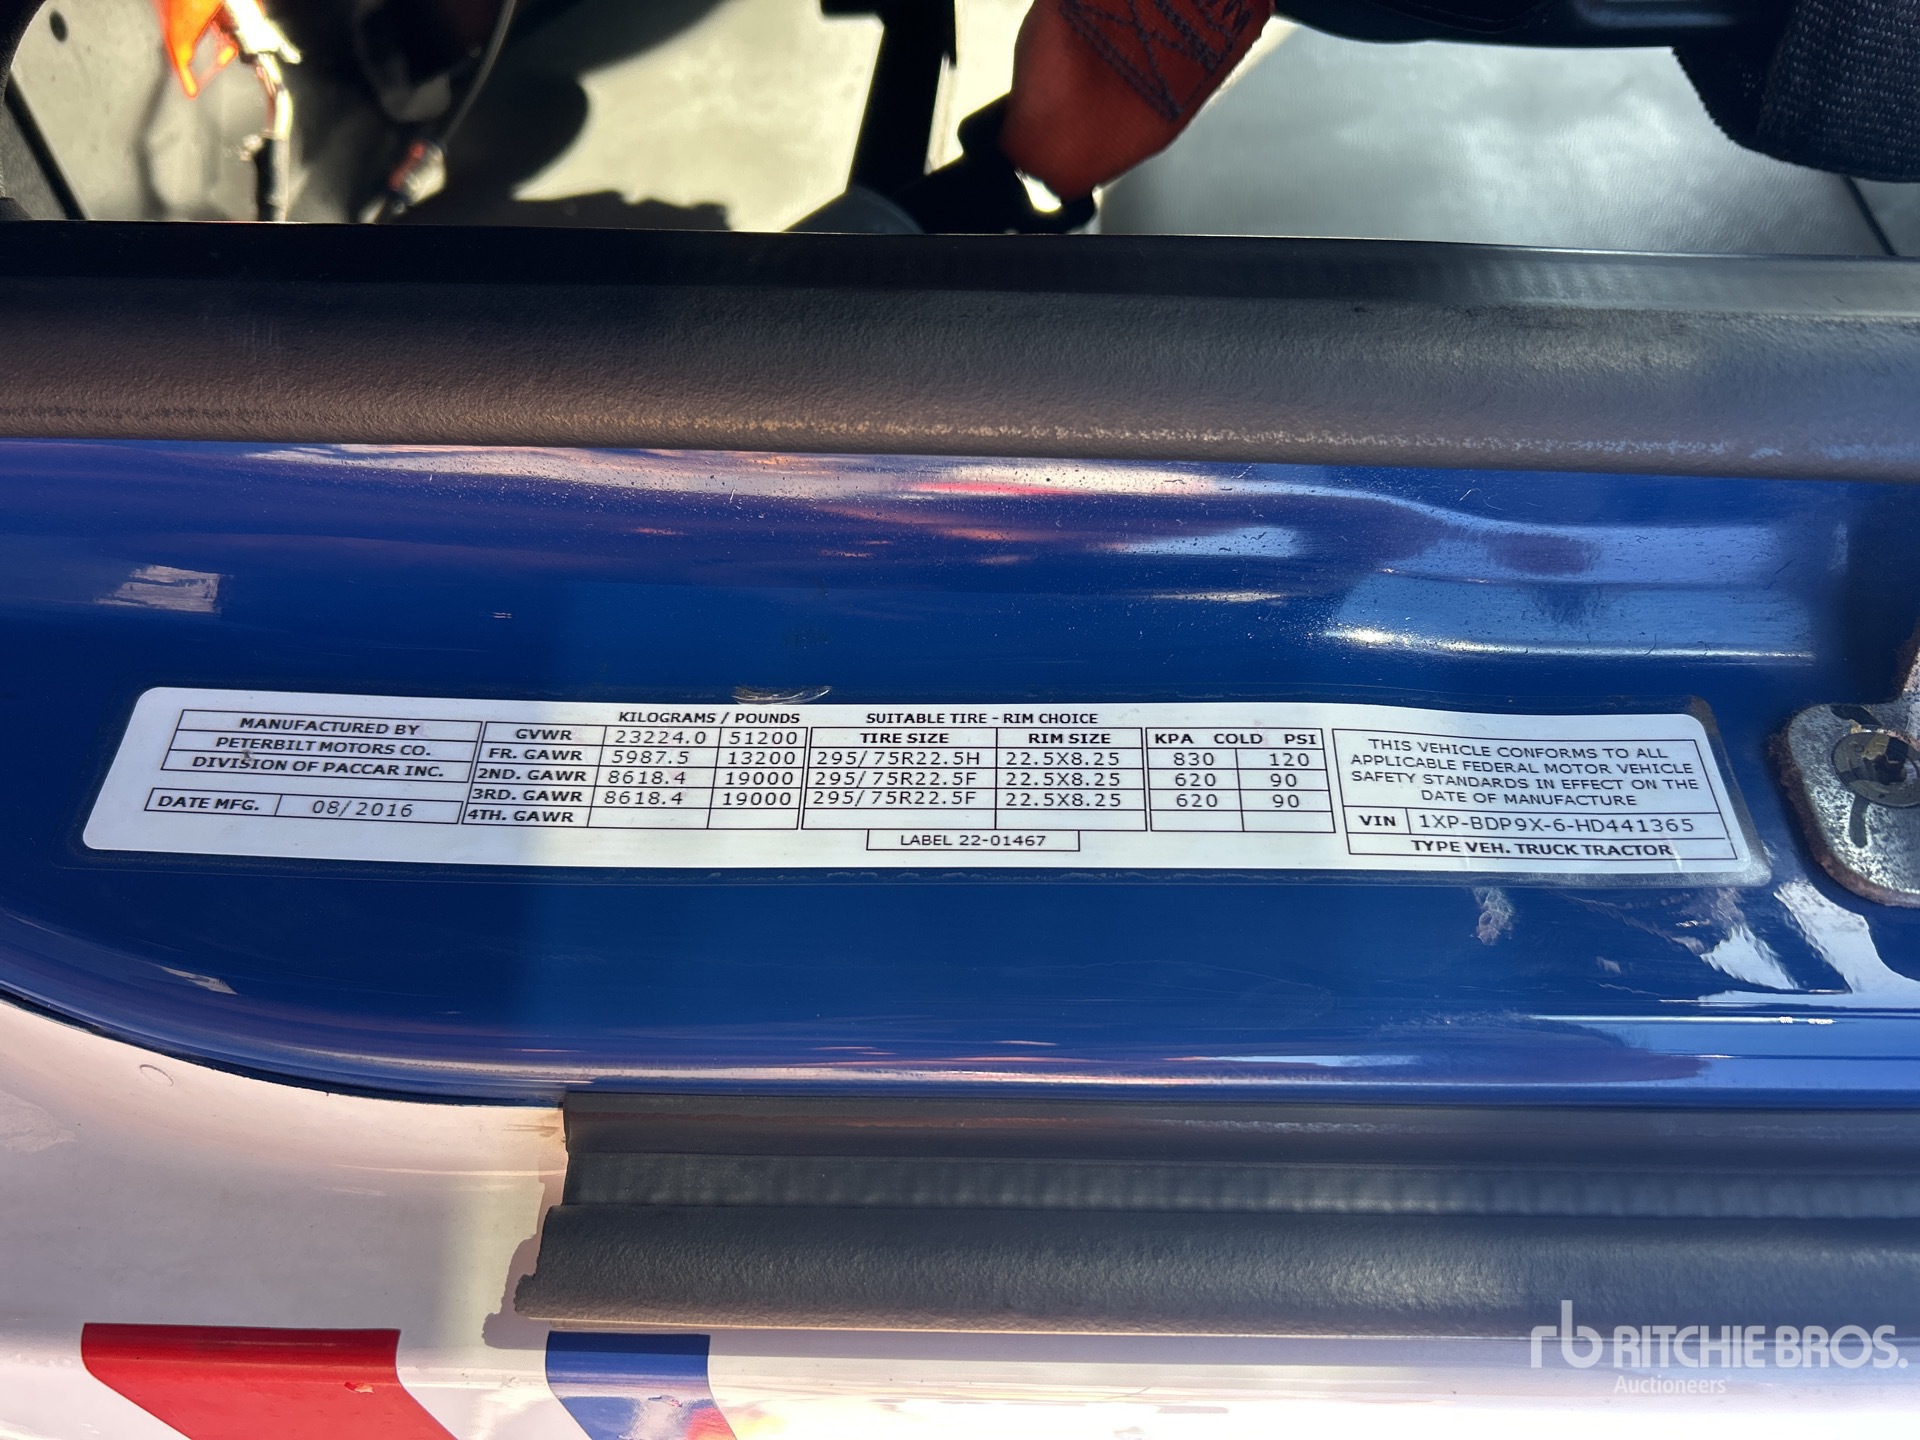 MANUFACTURED BY
PETERBILT MOTORS CO.
DIVISION OF PACCAR INC.
DATE MFG. 08/2016
KILOGRAMS / POUNDS SUITABLE TIRE - RIM CHOICE
GVWR 23224.0 51200 TIRE SIZE RIM SIZE KPA COLD PSI
FR. GAWR 5987.5 13200 295/75R22.5H 22.5X8.25 830 120
2ND. GAWR 8618.4 19000 295/75R22.5F 22.5X8.25 620 90
3RD. GAWR 8618.4 19000 295/75R22.5F 22.5X8.25 620 90
4TH. GAWR
LABEL 22-01467
THIS VEHICLE CONFORMS TO ALL
APPLICABLE FEDERAL MOTOR VEHICLE
SAFETY STANDARDS IN EFFECT ON THE
DATE OF MANUFACTURE
VIN 1XP-BDP9X-6-HD441365
TYPE VEH. TRUCK TRACTOR
rb RITCHIE BROS.
Auctioneers